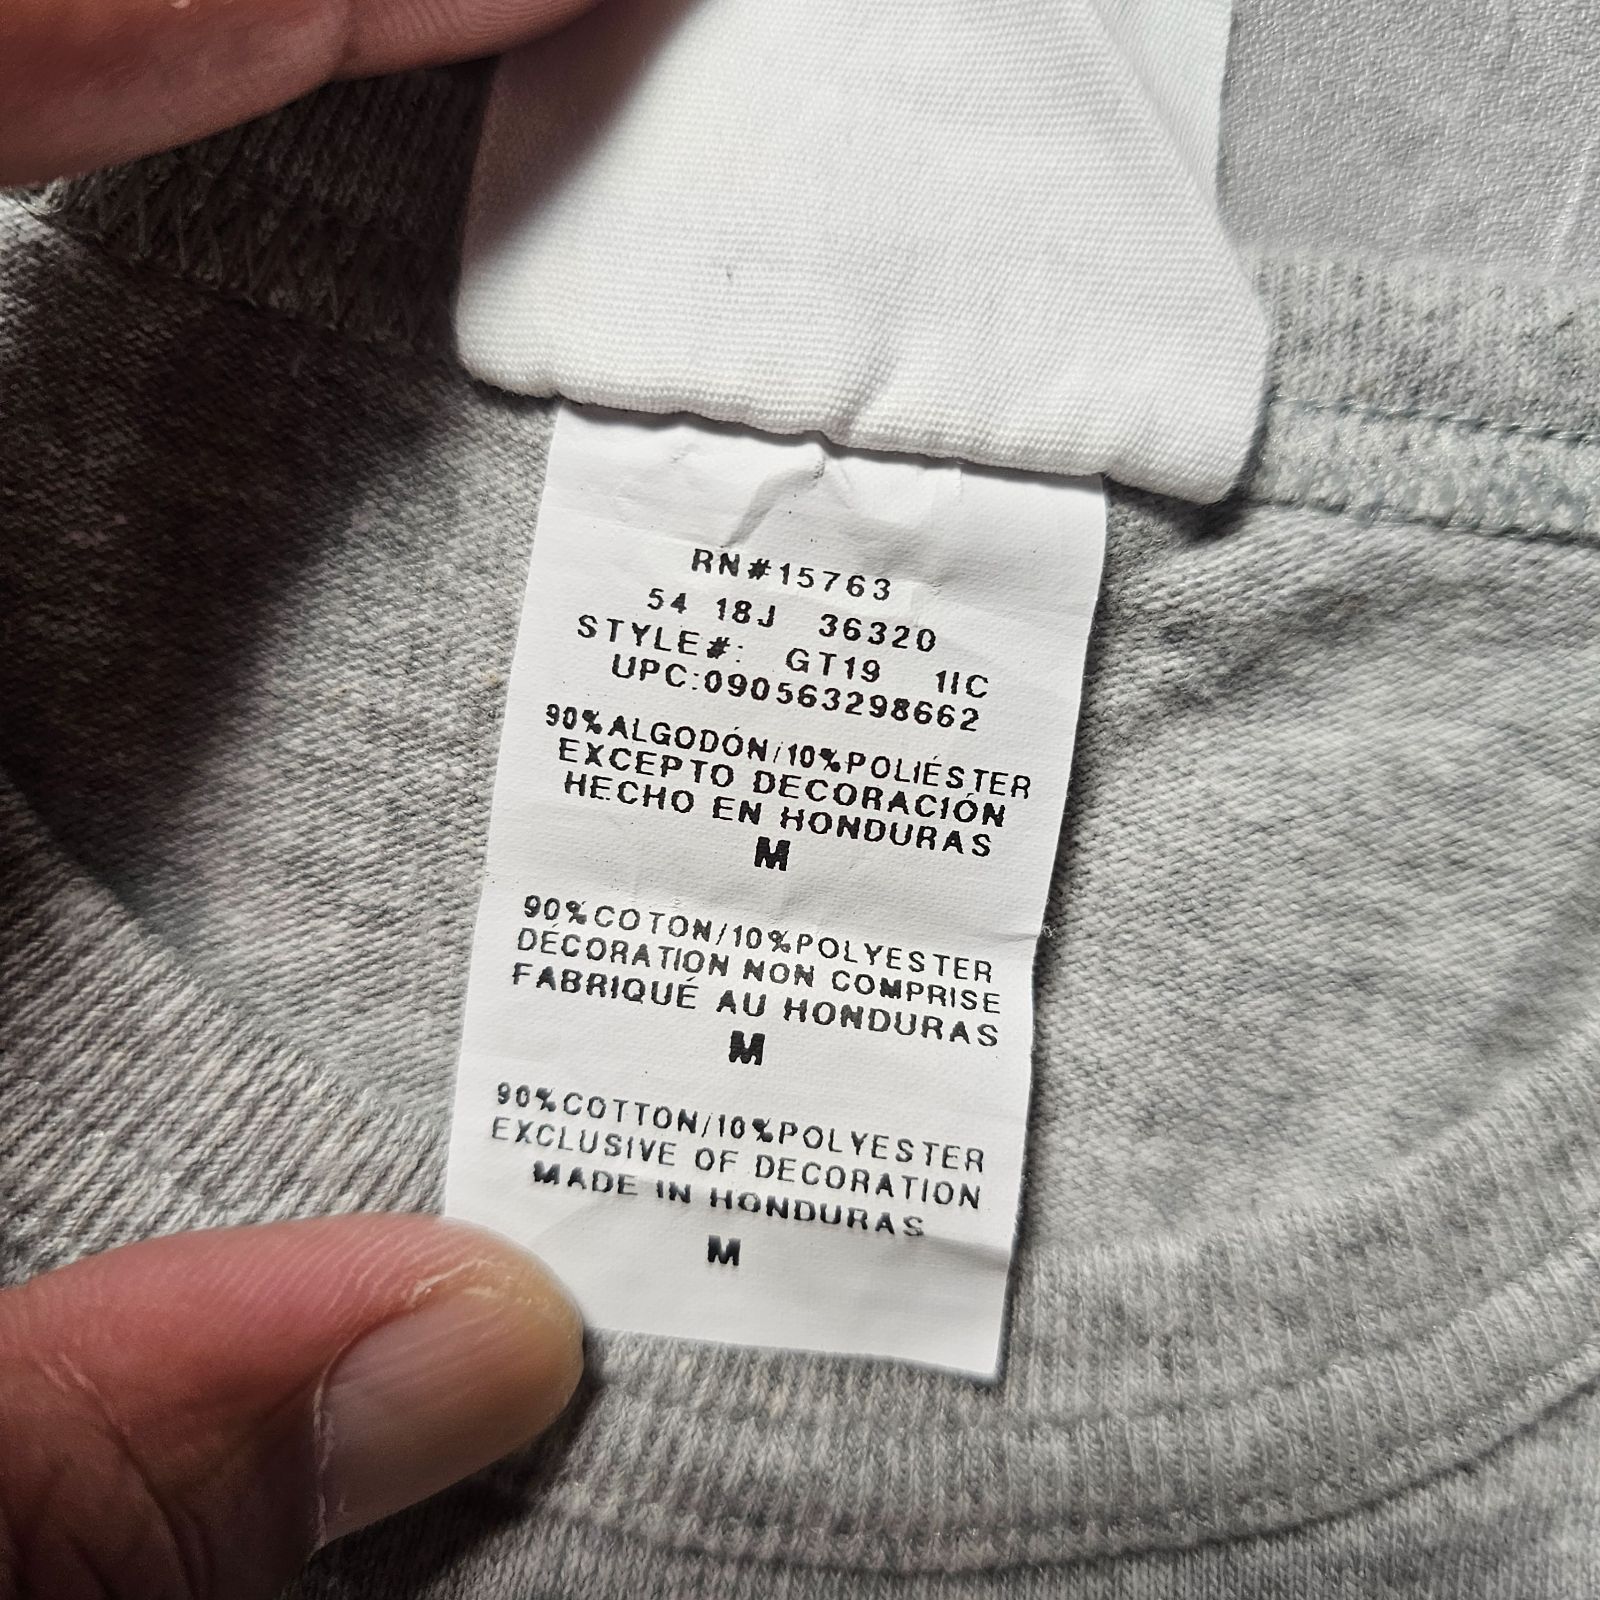 RN#15763
54 18J 36320
STYLE#: GT19 1IC
UPC:090563298662
90%ALGODÓN/10%POLIÉSTER
EXCEPTO DECORACIÓN
HECHO EN HONDURAS
M
90%COTON/10%POLYESTER
DÉCORATION NON COMPRISE
FABRIQUÉ AU HONDURAS
M
90%COTTON/10%POLYESTER
EXCLUSIVE OF DECORATION
MADE IN HONDURAS
M